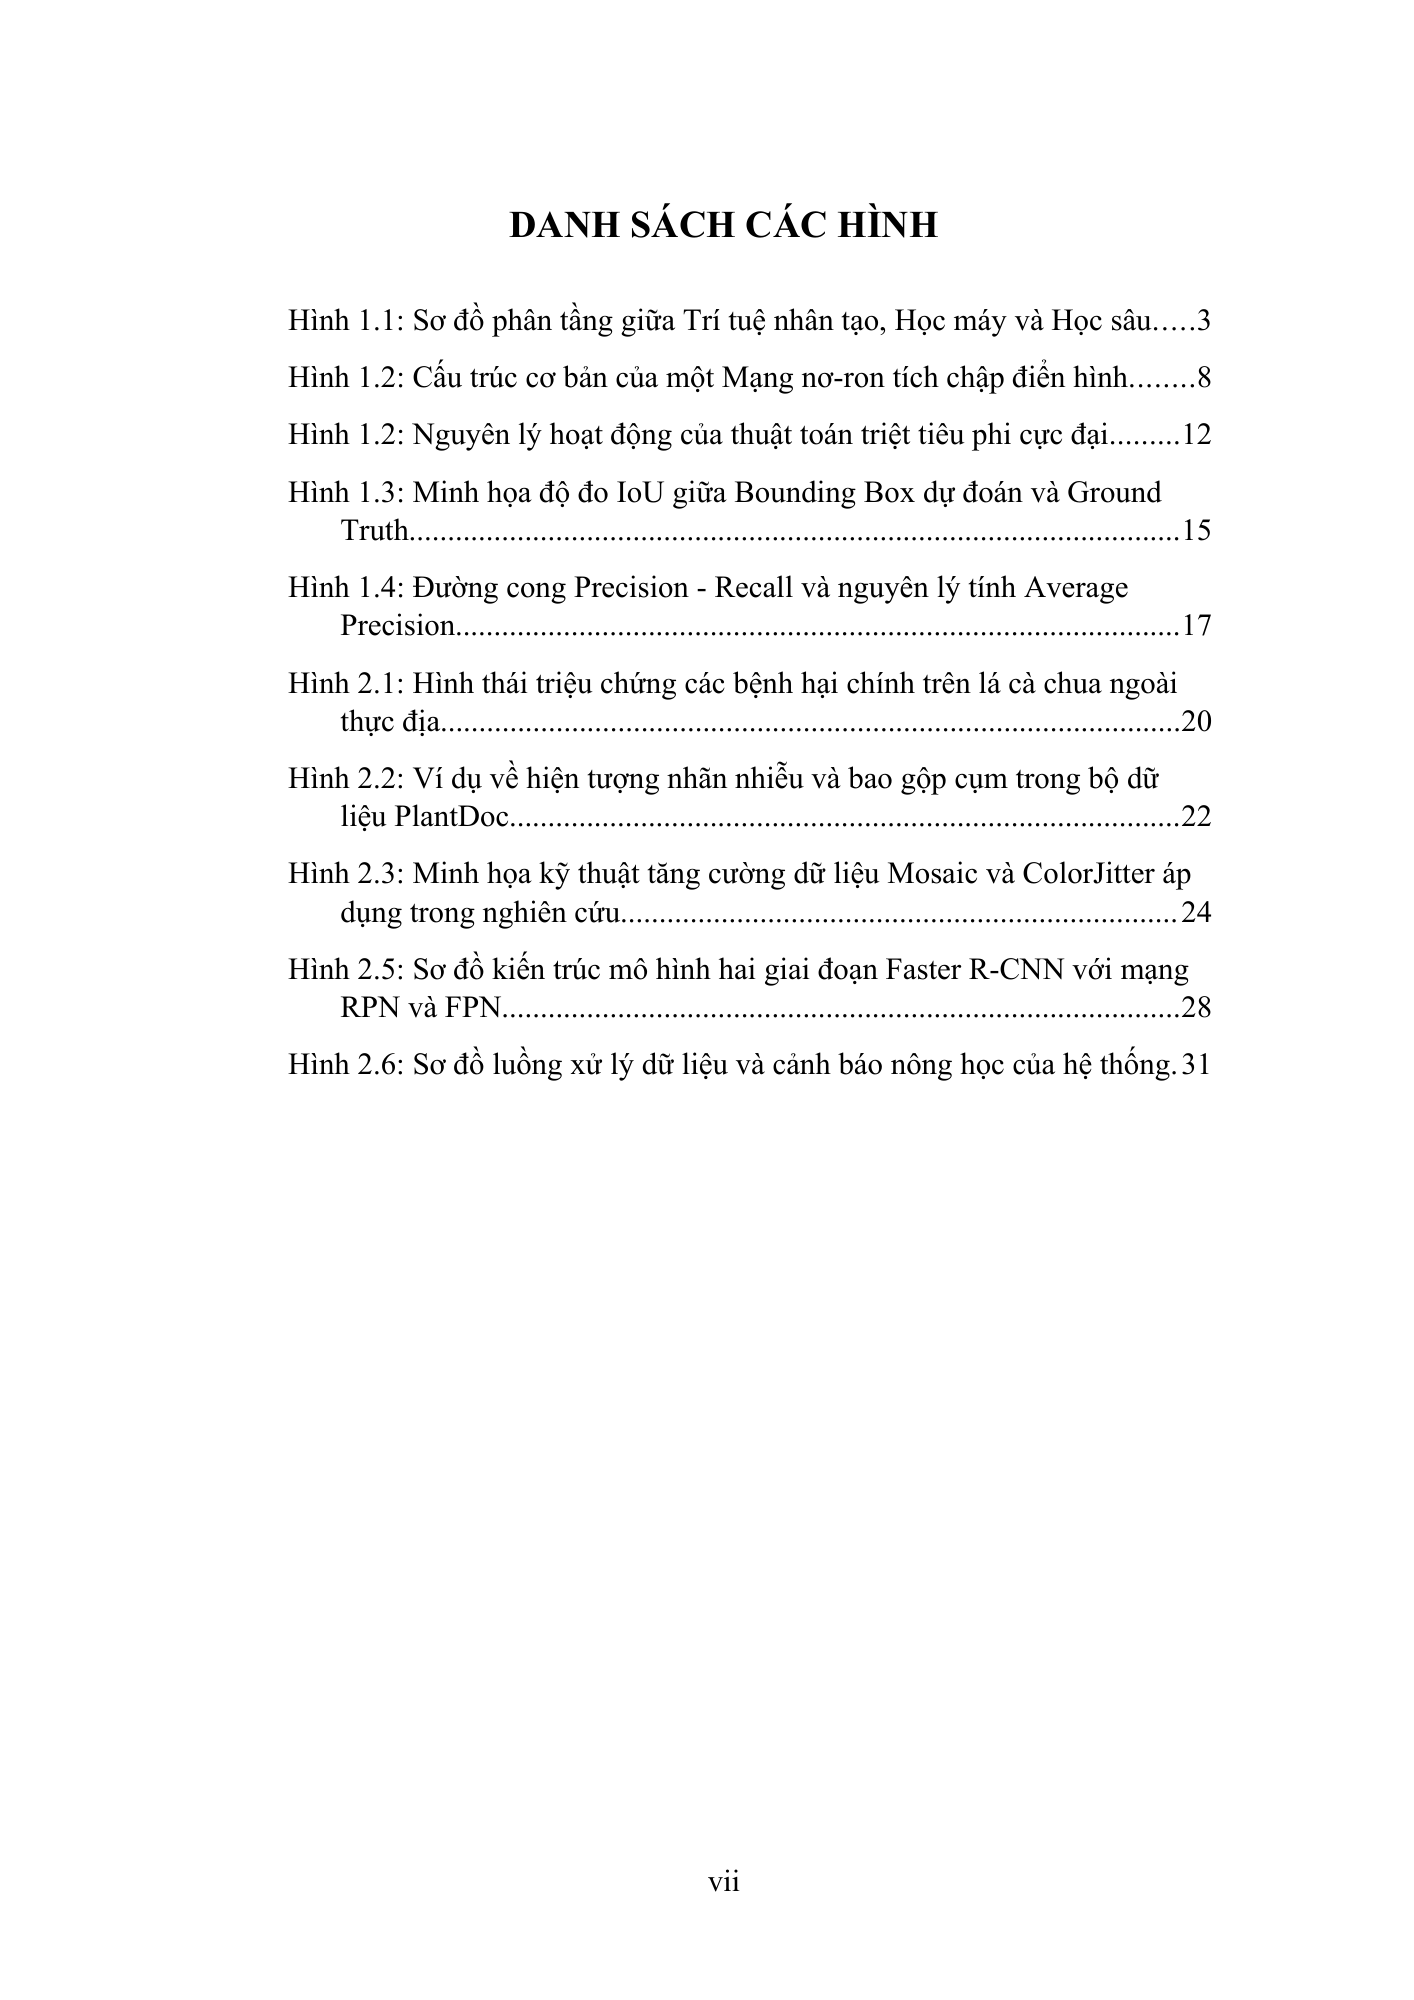 DANH SÁCH CÁC HÌNH
Hình 1.1: Sơ đồ phân tầng giữa Trí tuệ nhân tạo, Học máy và Học sâu.....3
Hình 1.2: Cấu trúc cơ bản của một Mạng nơ-ron tích chập điển hình........8
Hình 1.2: Nguyên lý hoạt động của thuật toán triệt tiêu phi cực đại.........12
Hình 1.3: Minh họa độ đo IoU giữa Bounding Box dự đoán và Ground
Truth....................................................................................................15
Hình 1.4: Đường cong Precision - Recall và nguyên lý tính Average
Precision..............................................................................................17
Hình 2.1: Hình thái triệu chứng các bệnh hại chính trên lá cà chua ngoài
thực địa................................................................................................20
Hình 2.2: Ví dụ về hiện tượng nhãn nhiễu và bao gộp cụm trong bộ dữ
liệu PlantDoc.......................................................................................22
Hình 2.3: Minh họa kỹ thuật tăng cường dữ liệu Mosaic và ColorJitter áp
dụng trong nghiên cứu........................................................................24
Hình 2.5: Sơ đồ kiến trúc mô hình hai giai đoạn Faster R-CNN với mạng
RPN và FPN........................................................................................28
Hình 2.6: Sơ đồ luồng xử lý dữ liệu và cảnh báo nông học của hệ thống.31
vii